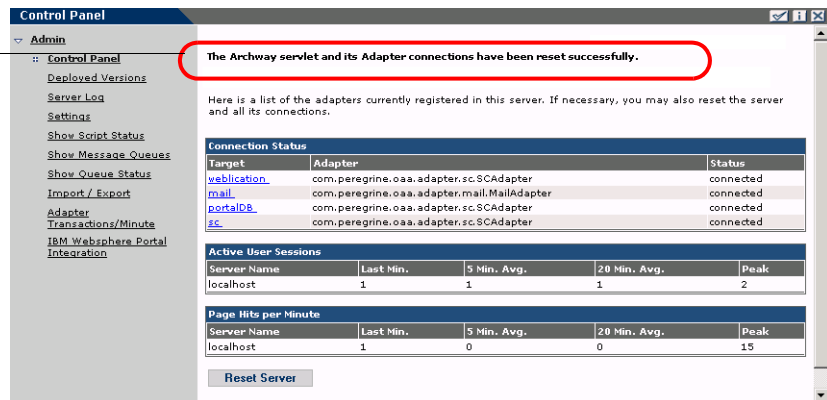 Control Panel
Admin
Control Panel
Deployed Versions
Server Log
Settings
Show Script Status
Show Message Queues
Show Queue Status
Import / Export
Adapter
Transactions/Minute
IBM Websphere Portal
Integration
The Archway servlet and its Adapter connections have been reset successfully.
Here is a list of the adapters currently registered in this server. If necessary, you may also reset the server
and all its connections.
Connection Status
Target Adapter Status
weblication com.peregrine.oaa.adapter.sc.SCAdapter connected
mail com.peregrine.oaa.adapter.mail.MailAdapter connected
portalDB com.peregrine.oaa.adapter.sc.SCAdapter connected
sc com.peregrine.oaa.adapter.sc.SCAdapter connected
Active User Sessions
Server Name Last Min. 5 Min. Avg. 20 Min. Avg. Peak
localhost 1 1 1 2
Page Hits per Minute
Server Name Last Min. 5 Min. Avg. 20 Min. Avg. Peak
localhost 1 0 0 15
Reset Server